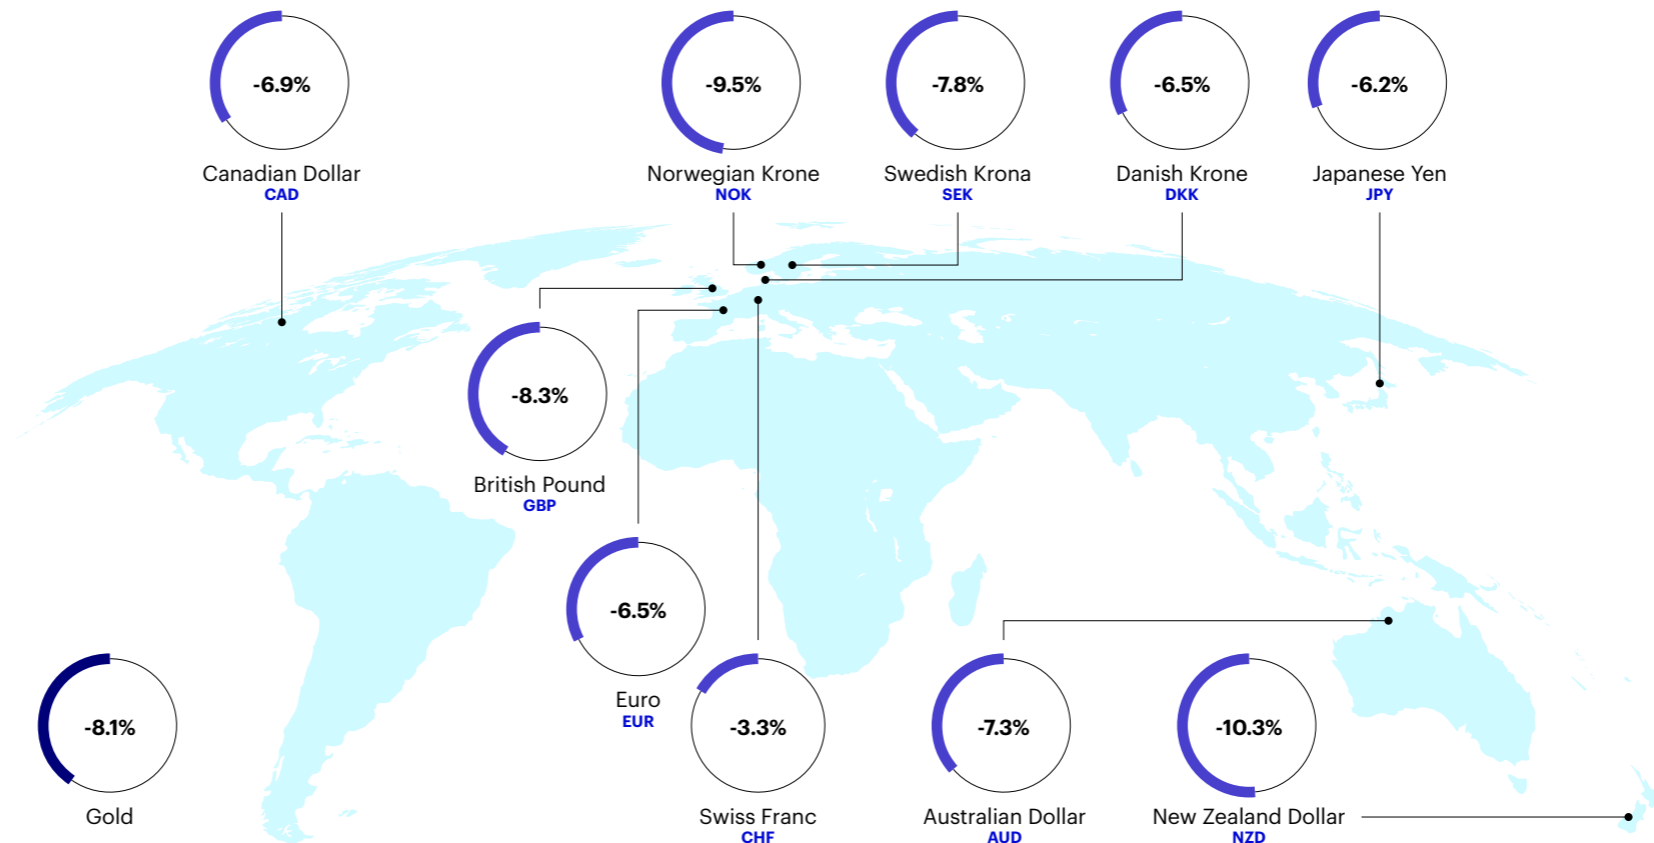 -6.9%
Canadian Dollar
CAD
-9.5%
Norwegian Krone
NOK
-7.8%
Swedish Krona
SEK
-6.5%
Danish Krone
DKK
-6.2%
Japanese Yen
JPY
-8.3%
British Pound
GBP
-6.5%
Euro
EUR
-8.1%
Gold
-3.3%
Swiss Franc
CHF
-7.3%
Australian Dollar
AUD
-10.3%
New Zealand Dollar
NZD